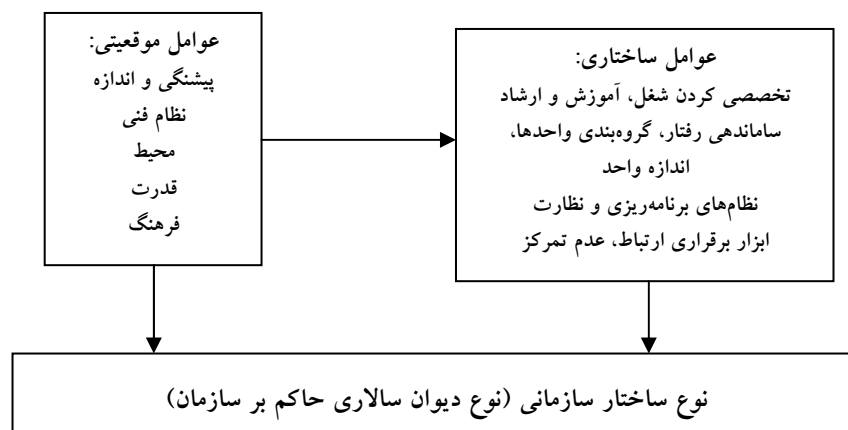 عوامل موقعیتی:
پیشنگی و اندازه
نظام فنی
محیط
قدرت
فرهنگ
عوامل ساختاری:
تخصصی کردن شغل، آموزش و ارشاد
ساماندهی رفتار، گروه‌بندی واحدها،
اندازه واحد
نظام‌های برنامه‌ریزی و نظارت
ابزار برقراری ارتباط، عدم تمرکز
نوع ساختار سازمانی (نوع دیوان سالاری حاکم بر سازمان)